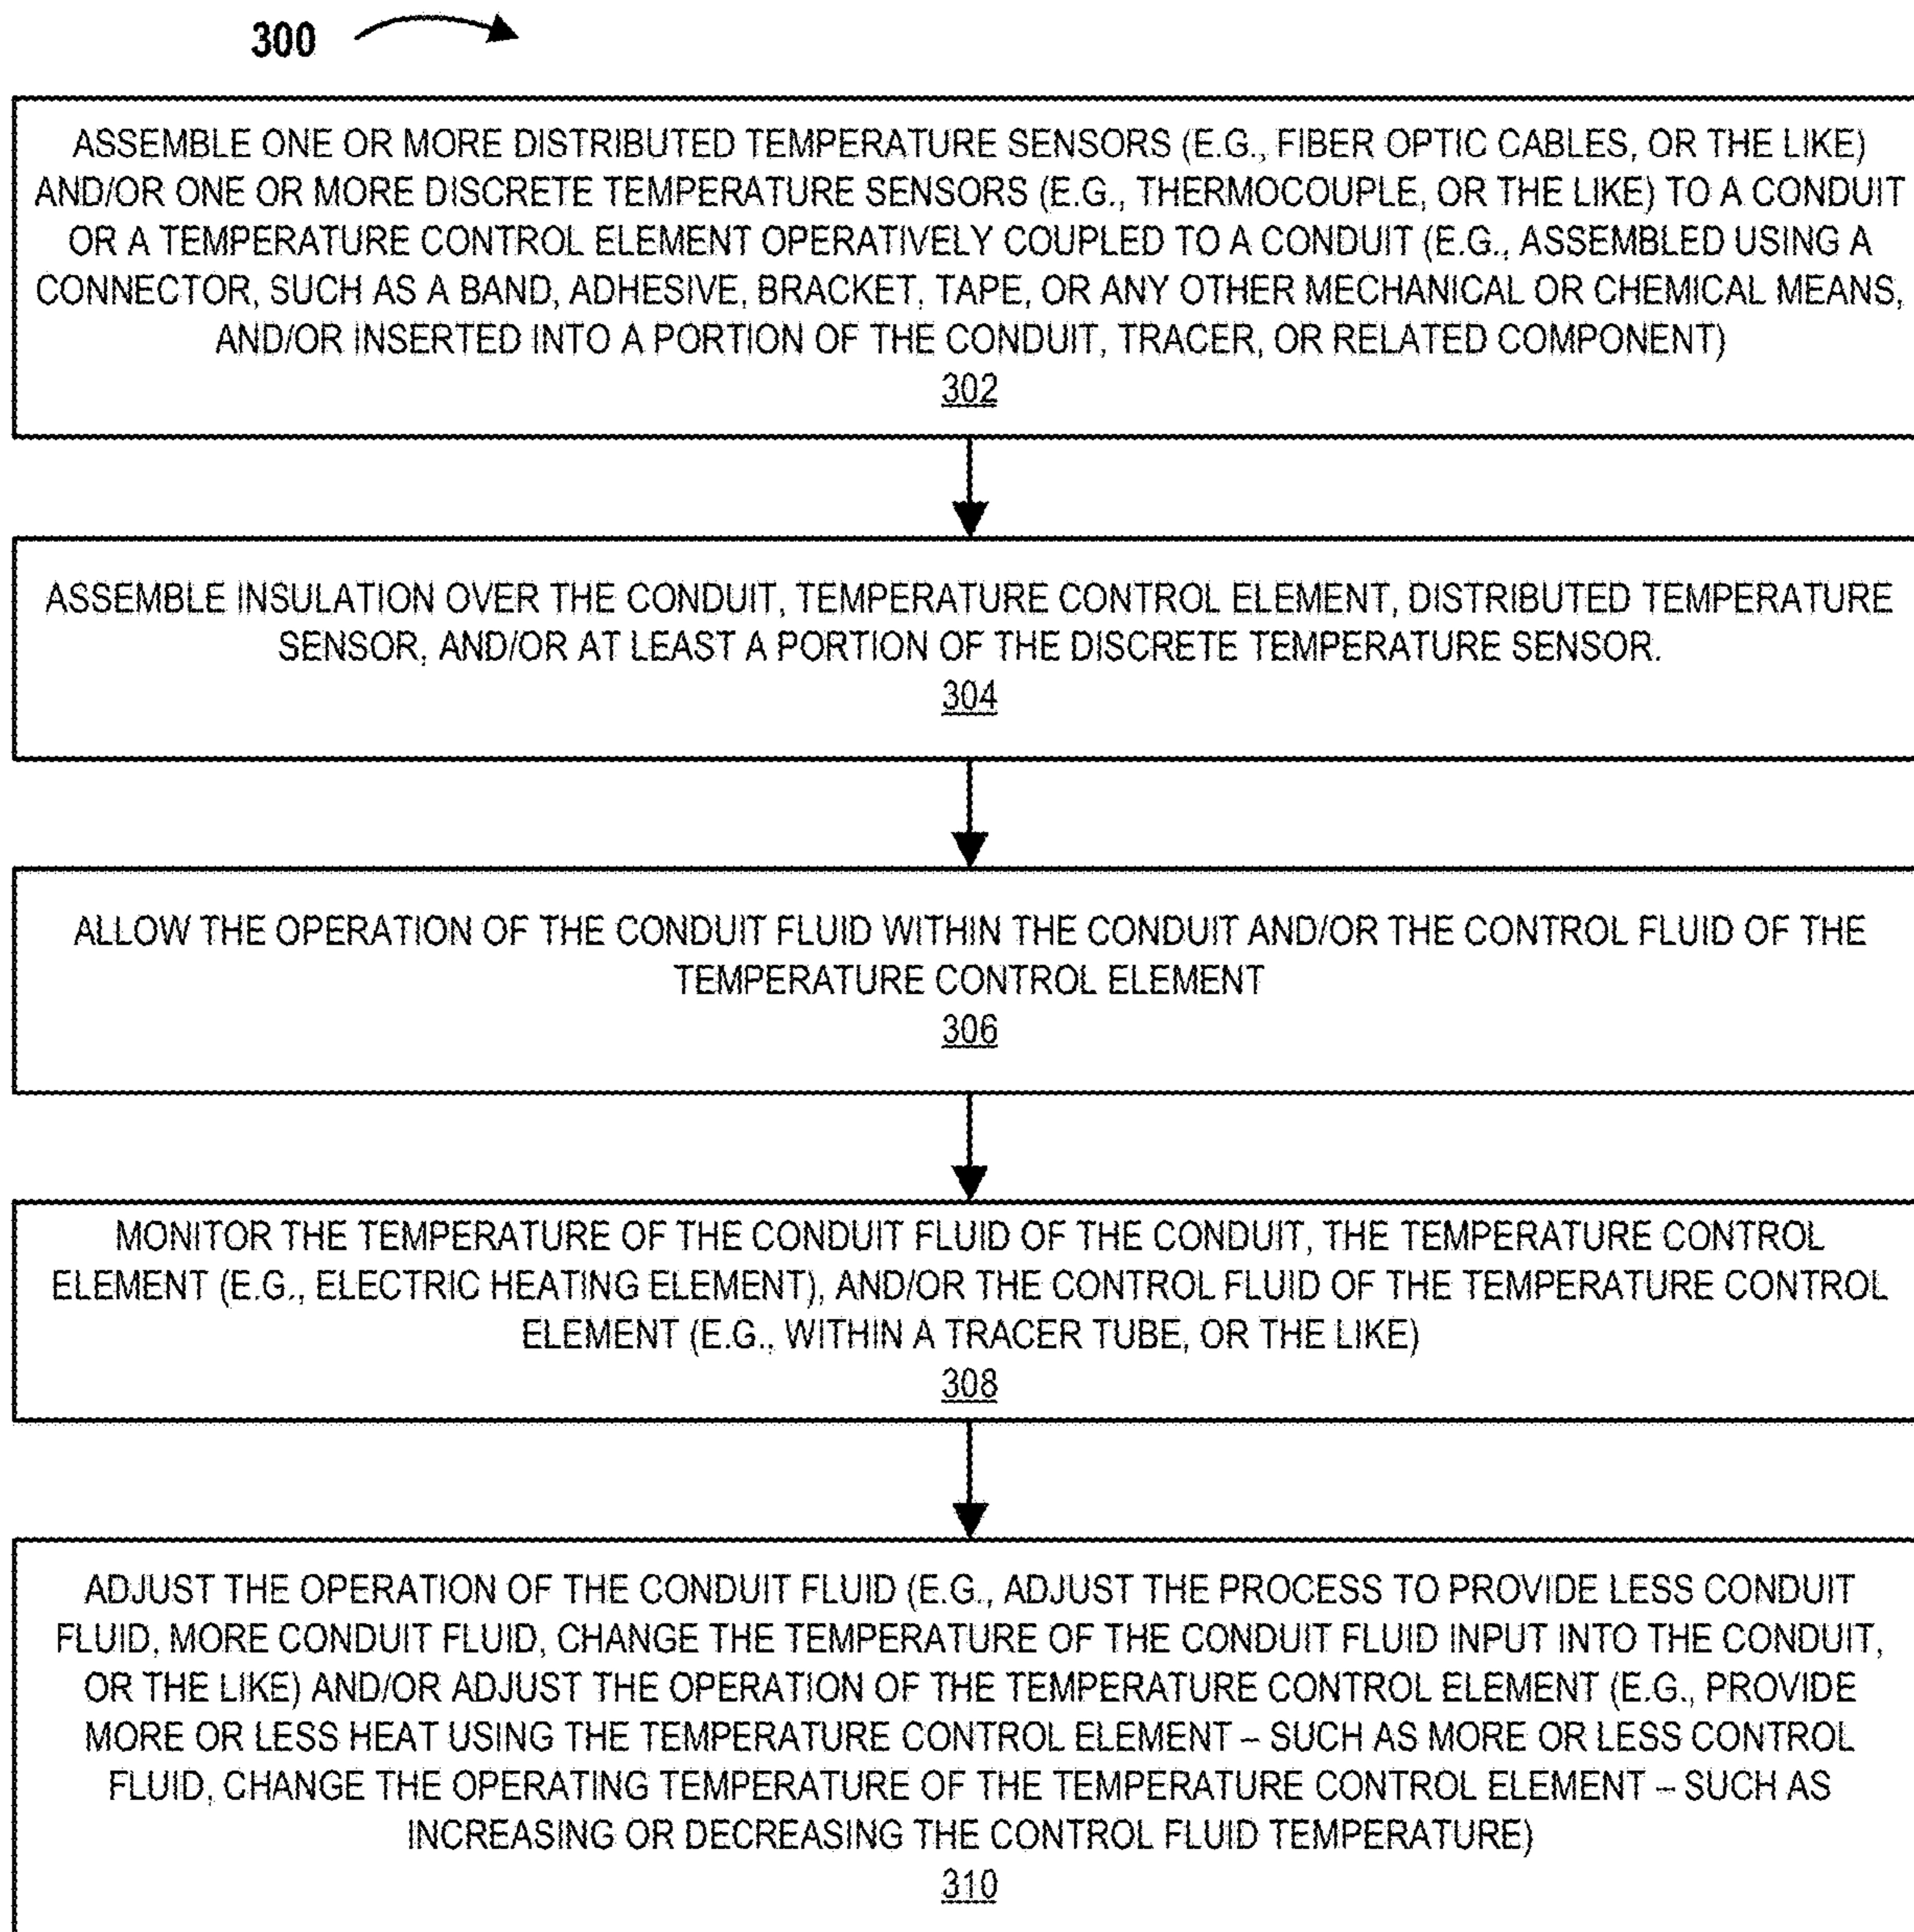 300
ASSEMBLE ONE OR MORE DISTRIBUTED TEMPERATURE SENSORS (E.G., FIBER OPTIC CABLES, OR THE LIKE)
AND/OR ONE OR MORE DISCRETE TEMPERATURE SENSORS (E.G., THERMOCOUPLE, OR THE LIKE) TO A CONDUIT
OR A TEMPERATURE CONTROL ELEMENT OPERATIVELY COUPLED TO A CONDUIT (E.G., ASSEMBLED USING A
CONNECTOR, SUCH AS A BAND, ADHESIVE, BRACKET, TAPE, OR ANY OTHER MECHANICAL OR CHEMICAL MEANS,
AND/OR INSERTED INTO A PORTION OF THE CONDUIT, TRACER, OR RELATED COMPONENT)
302
ASSEMBLE INSULATION OVER THE CONDUIT, TEMPERATURE CONTROL ELEMENT, DISTRIBUTED TEMPERATURE
SENSOR, AND/OR AT LEAST A PORTION OF THE DISCRETE TEMPERATURE SENSOR.
304
ALLOW THE OPERATION OF THE CONDUIT FLUID WITHIN THE CONDUIT AND/OR THE CONTROL FLUID OF THE
TEMPERATURE CONTROL ELEMENT
306
MONITOR THE TEMPERATURE OF THE CONDUIT FLUID OF THE CONDUIT, THE TEMPERATURE CONTROL
ELEMENT (E.G., ELECTRIC HEATING ELEMENT), AND/OR THE CONTROL FLUID OF THE TEMPERATURE CONTROL
ELEMENT (E.G., WITHIN A TRACER TUBE, OR THE LIKE)
308
ADJUST THE OPERATION OF THE CONDUIT FLUID (E.G., ADJUST THE PROCESS TO PROVIDE LESS CONDUIT
FLUID, MORE CONDUIT FLUID, CHANGE THE TEMPERATURE OF THE CONDUIT FLUID INPUT INTO THE CONDUIT,
OR THE LIKE) AND/OR ADJUST THE OPERATION OF THE TEMPERATURE CONTROL ELEMENT (E.G., PROVIDE
MORE OR LESS HEAT USING THE TEMPERATURE CONTROL ELEMENT – SUCH AS MORE OR LESS CONTROL
FLUID, CHANGE THE OPERATING TEMPERATURE OF THE TEMPERATURE CONTROL ELEMENT – SUCH AS
INCREASING OR DECREASING THE CONTROL FLUID TEMPERATURE)
310